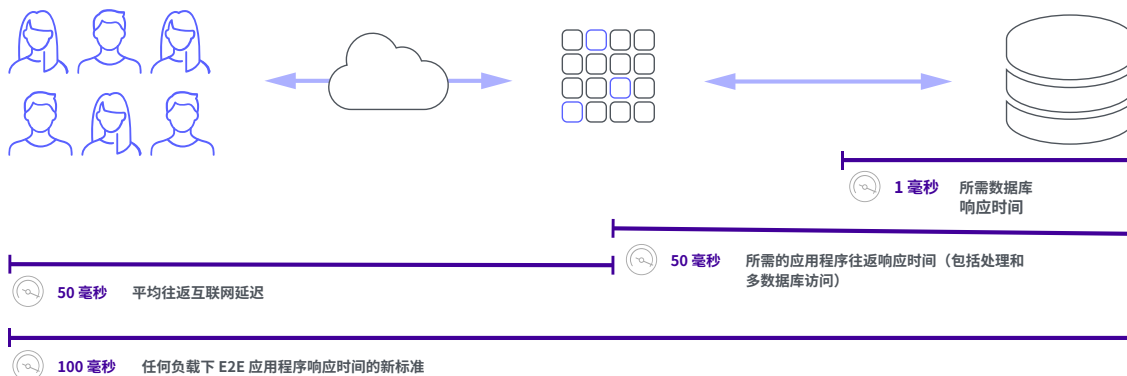 1 毫秒 所需数据库
响应时间
50 毫秒 所需的应用程序往返响应时间（包括处理和
多数据库访问）
50 毫秒 平均往返互联网延迟
100 毫秒 任何负载下 E2E 应用程序响应时间的新标准